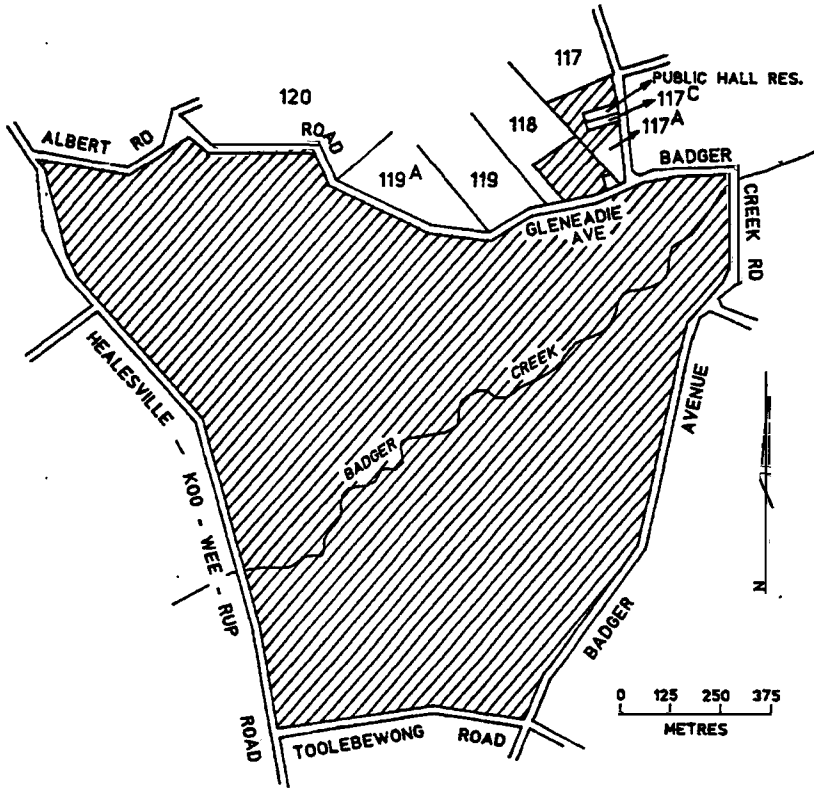 117
PUBLIC HALL RES.
117C
117A
120
118
ALBERT RD
ROAD
119A
119
BADGER
CREEK RD
GLENEADIE
AVE
HEALESVILLE - KOO - WEE - RUP
ROAD
BADGER
CREEK
AVENUE
BADGER
N
TOOLEBEWONG ROAD
0 125 250 375
METRES